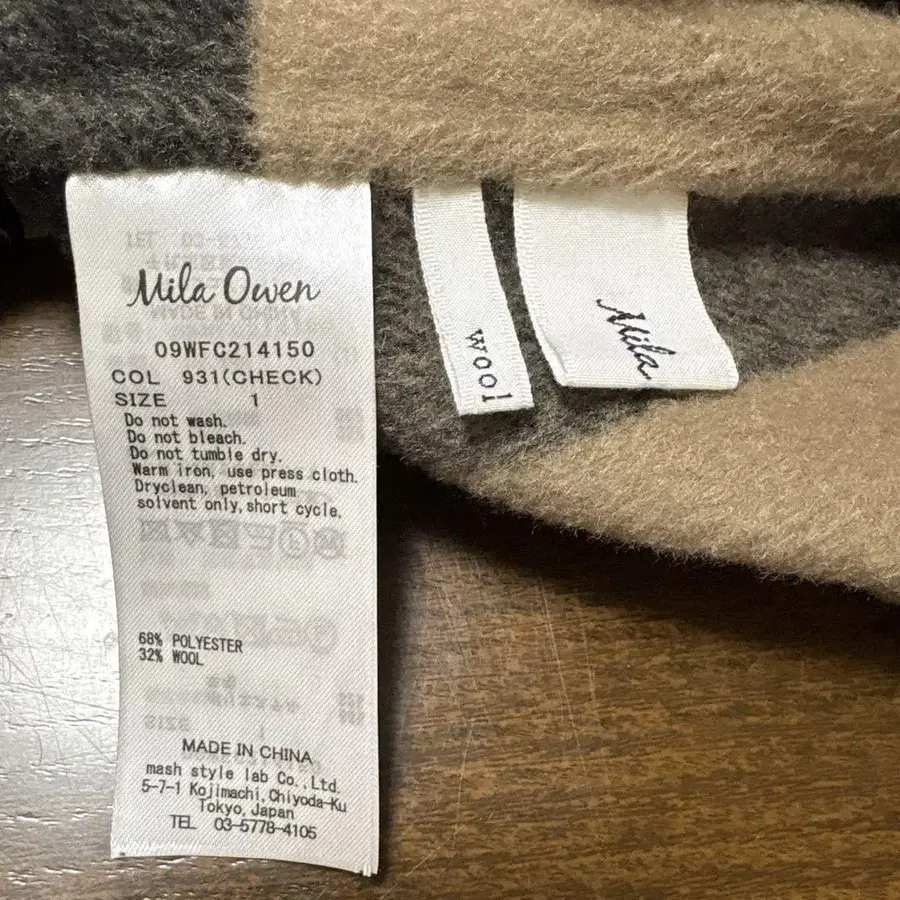 Mila Owen
09WFC214150
COL 931(CHECK)
SIZE 1
Do not wash.
Do not bleach.
Do not tumble dry.
Warm iron, use press cloth.
Dryclean, petroleum
solvent only,short cycle.
68% POLYESTER
32% WOOL
MADE IN CHINA
mash style lab Co.,Ltd.
5-7-1 Kojimachi,Chiyoda-Ku
Tokyo,Japan
TEL 03-5778-4105
wool
Mila